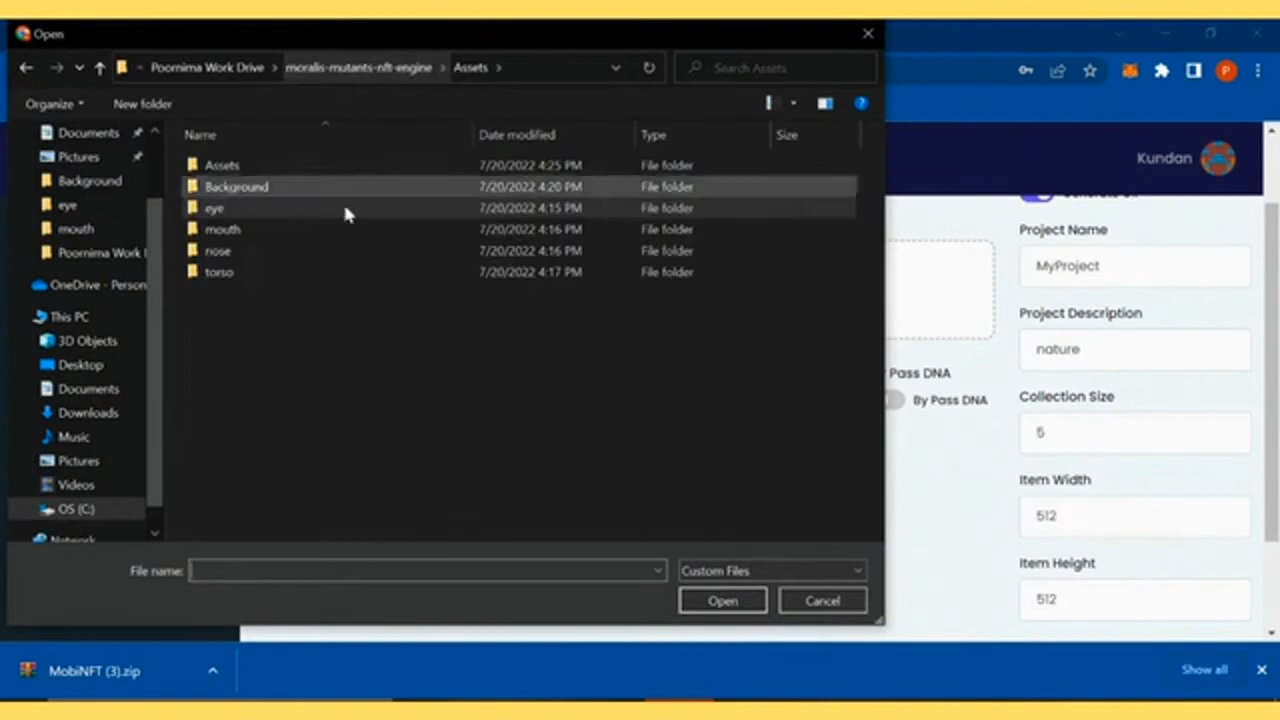 Open
Poornima Work Drive > moralis-mutants-nft-engine > Assets >
Search Assets
Organize
New folder
Name
Date modified
Type
Size
Documents
Pictures
Background
eye
mouth
Poornima Work
OneDrive - Person
This PC
3D Objects
Desktop
Documents
Downloads
Music
Pictures
Videos
OS (C:)
Network
Assets 7/20/2022 4:25 PM File folder
Background 7/20/2022 4:20 PM File folder
eye 7/20/2022 4:15 PM File folder
mouth 7/20/2022 4:16 PM File folder
nose 7/20/2022 4:16 PM File folder
torso 7/20/2022 4:17 PM File folder
File name:
Custom Files
Open
Cancel
P
Kundan
Project Name
MyProject
Project Description
nature
Collection Size
5
Item Width
512
Item Height
512
Pass DNA
By Pass DNA
MobiNFT (3).zip
Show all